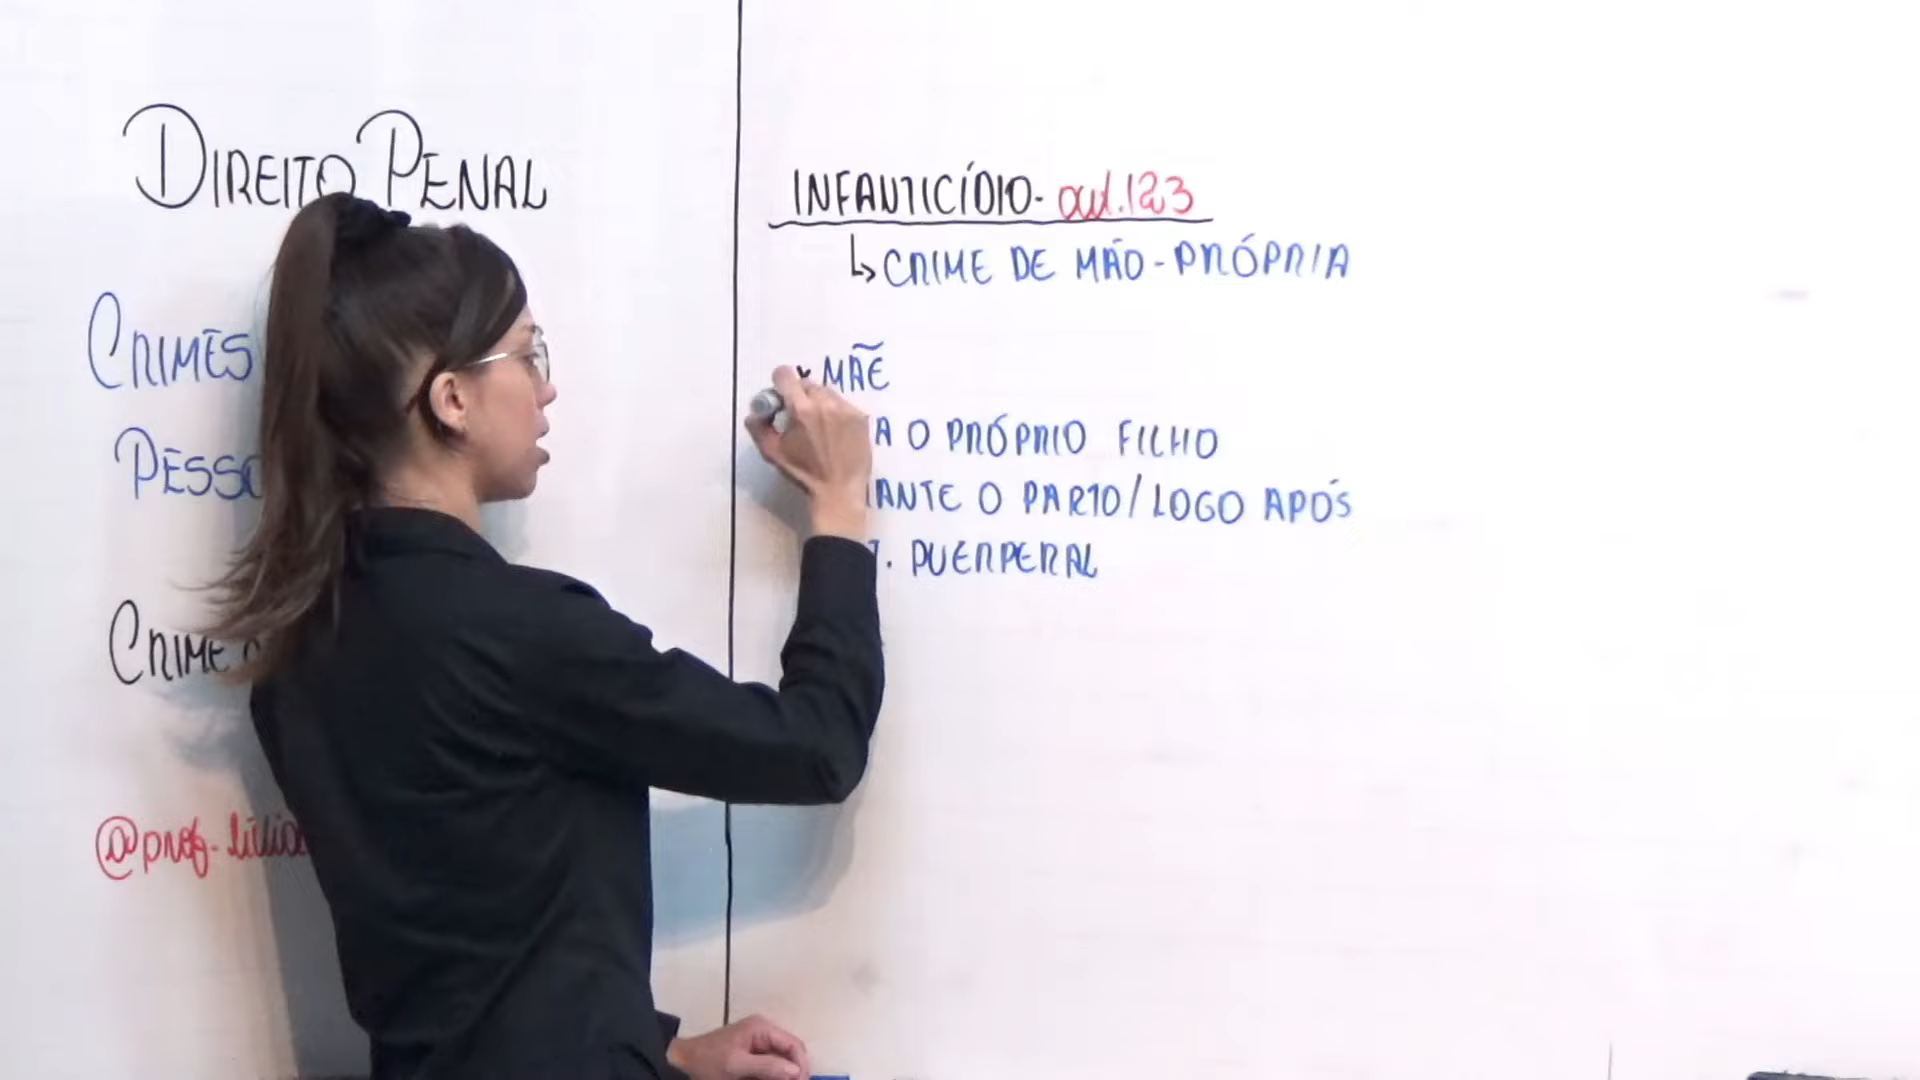 DIREITO PENAL
CRIMES
PESSO
CRIME
@prof.lilia
INFANTICÍDIO - art.123
↳ CRIME DE MÃO-PRÓPRIA
MÃE
A O PRÓPRIO FILHO
ANTE O PARTO/LOGO APÓS
. PUERPERAL